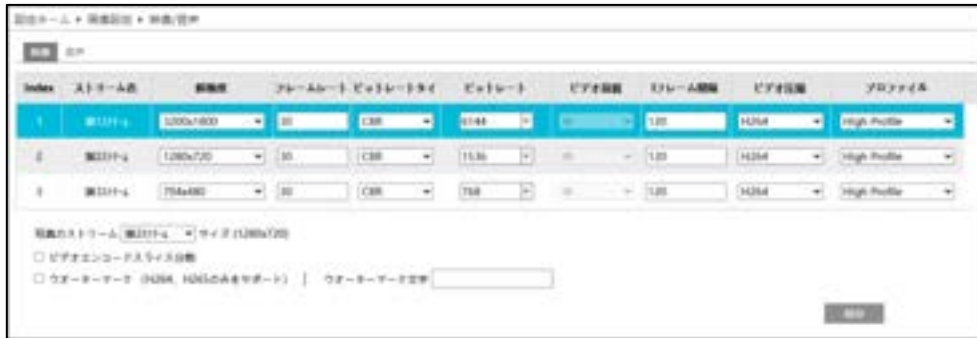 設定ホーム ▸ 画像設定 ▸ 映像/音声
映像 音声
Index ストリーム名 解像度 フレームレート ビットレートタイ ビットレート ビデオ画質 Iフレーム間隔 ビデオ圧縮 プロファイル
1 第1ストリーム 3200x1800 30 CBR 6144 120 H264 High Profile
2 第2ストリーム 1280x720 30 CBR 1536 120 H264 High Profile
3 第3ストリーム 704x480 30 CBR 768 120 H264 High Profile
写真のストリーム 第2ストリーム サイズ (1280x720)
ビデオエンコードスライス分割
ウオーターマーク (H264、H265のみをサポート) | ウオーターマーク文字
保存